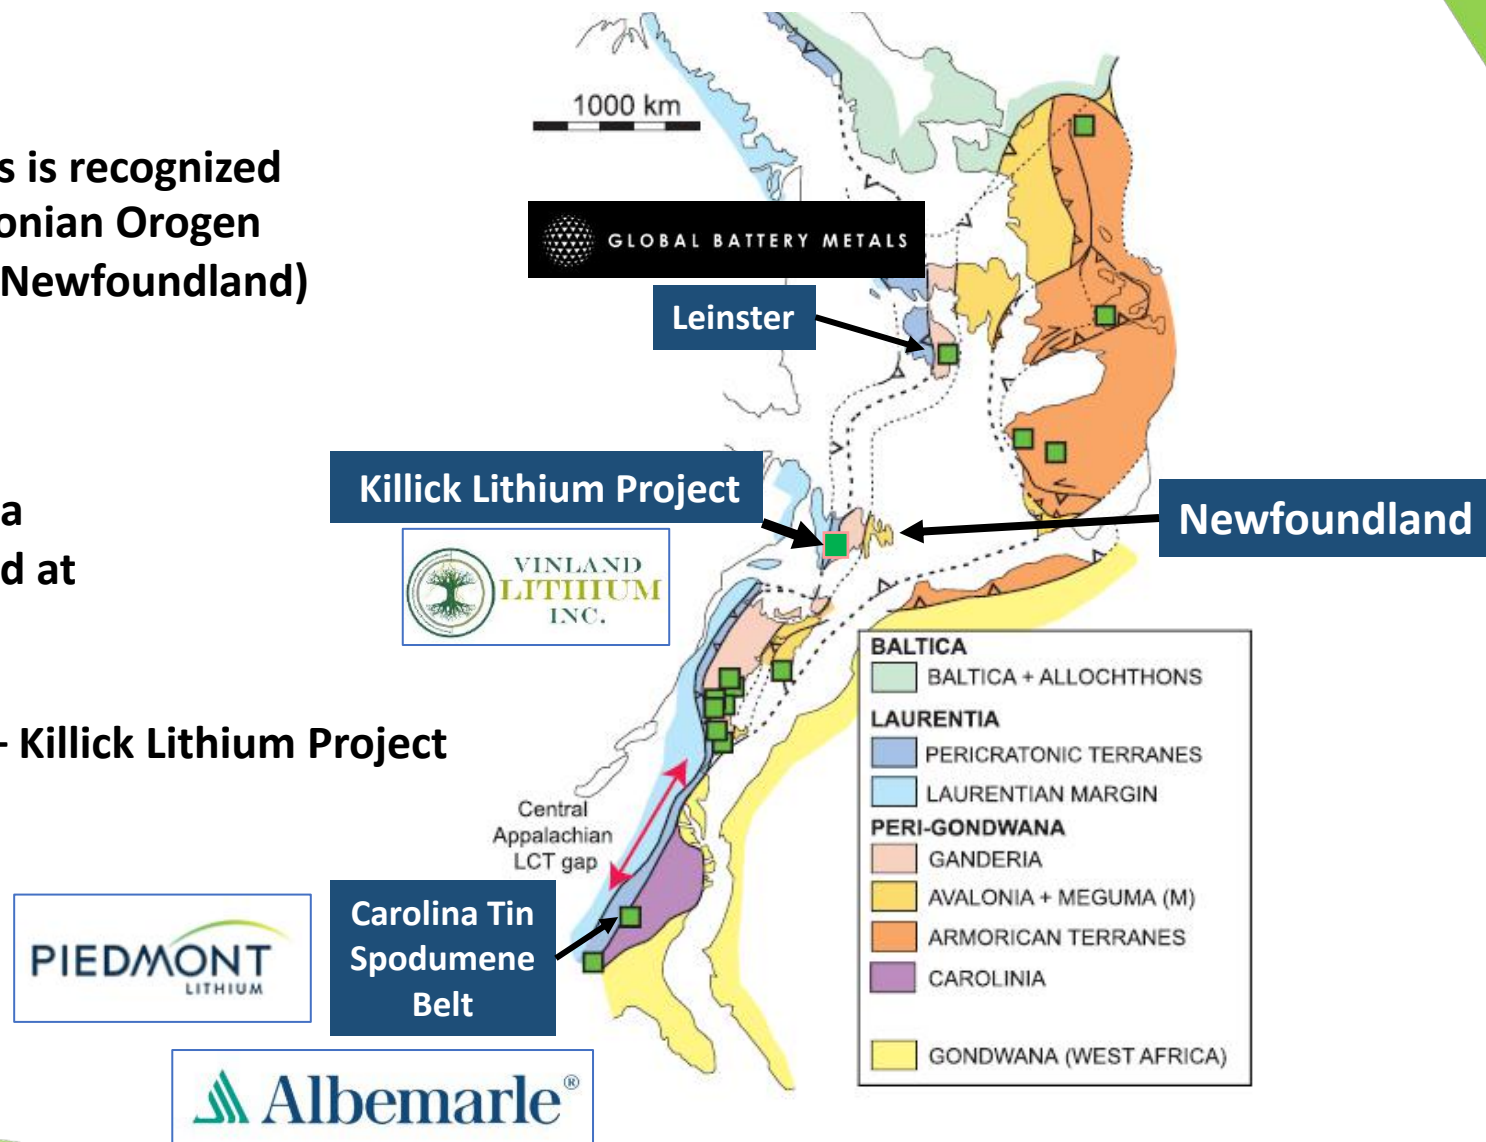 s is recognized
onian Orogen
Newfoundland)
a
d at
- Killick Lithium Project
1000 km
GLOBAL BATTERY METALS
Leinster
Killick Lithium Project
VINLAND
LITHIUM
INC.
Newfoundland
Central
Appalachian
LCT gap
PIEDMONT
LITHIUM
Carolina Tin
Spodumene
Belt
Albemarle®
BALTICA
BALTICA + ALLOCHTHONS
LAURENTIA
PERICRATONIC TERRANES
LAURENTIAN MARGIN
PERI-GONDWANA
GANDERIA
AVALONIA + MEGUMA (M)
ARMORICAN TERRANES
CAROLINIA
GONDWANA (WEST AFRICA)